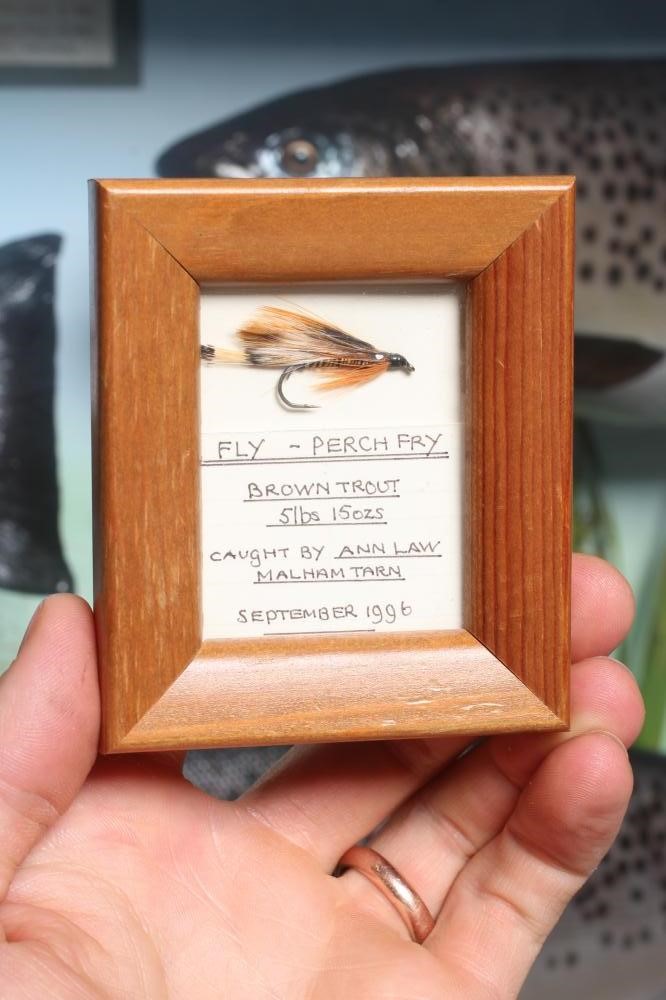 FLY - PERCH FRY
BROWN TROUT
5lbs 15ozs
CAUGHT BY ANN LAW
MALHAM TARN
SEPTEMBER 1996